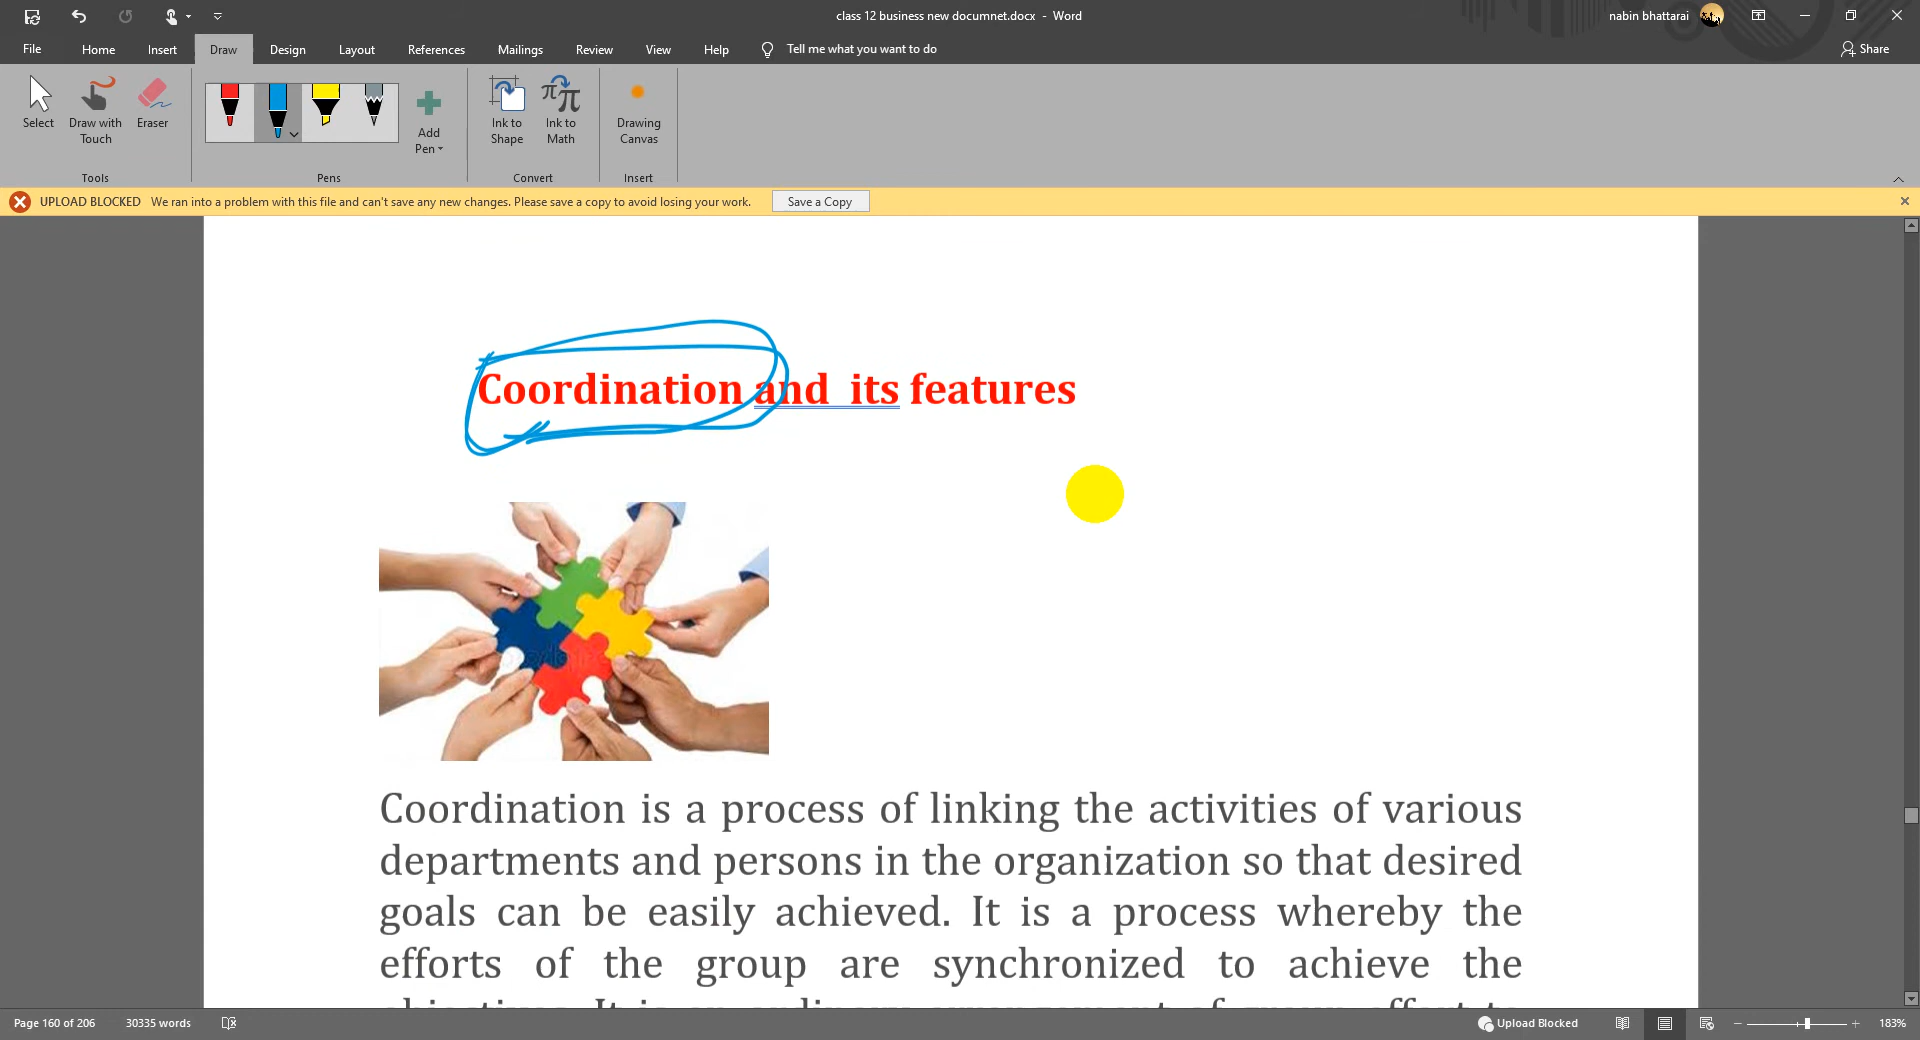 class 12 business new documnet.docx - Word
nabin bhattarai
File Home Insert Draw Design Layout References Mailings Review View Help Tell me what you want to do
Share
Select
Draw with Touch
Eraser
Add Pen
Ink to Shape
Ink to Math
Drawing Canvas
Tools Pens Convert Insert
UPLOAD BLOCKED We ran into a problem with this file and can't save any new changes. Please save a copy to avoid losing your work. Save a Copy
Coordination and its features
Coordination is a process of linking the activities of various
departments and persons in the organization so that desired
goals can be easily achieved. It is a process whereby the
efforts of the group are synchronized to achieve the
Page 160 of 206 30335 words Upload Blocked 183%